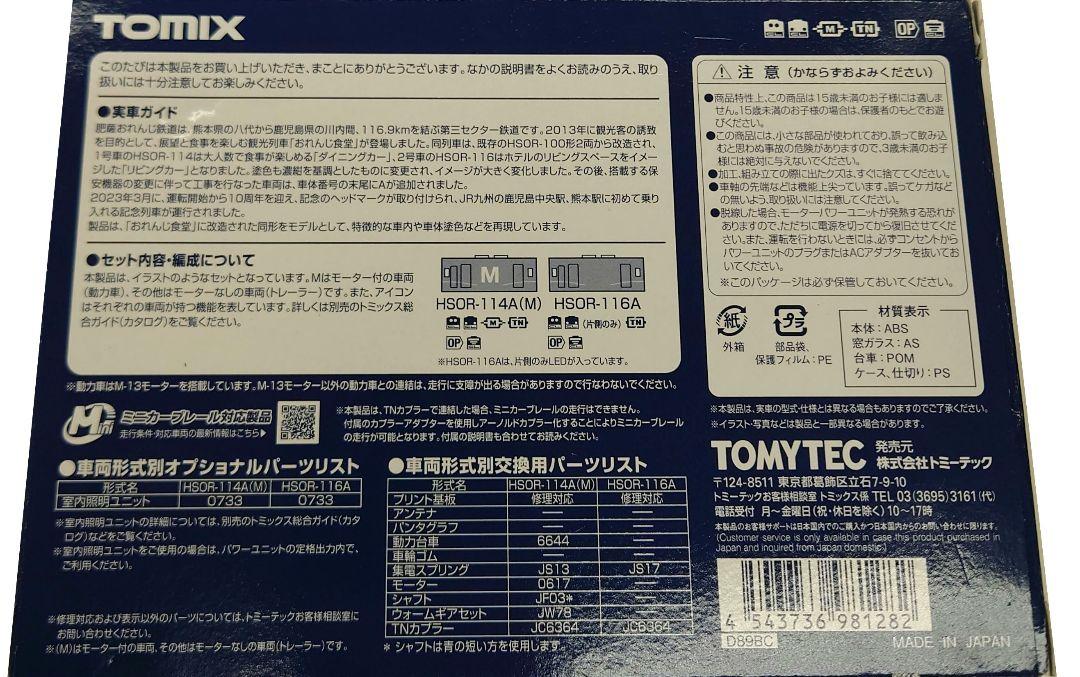 TOMIX
M TN OP
このたびは本製品をお買い上げいただき、まことにありがとうございます。なかの説明書をよくお読みのうえ、取り
扱いには十分注意してお楽しみください。
●実車ガイド
肥薩おれんじ鉄道は、熊本県の八代から鹿児島県の川内間、116.9kmを結ぶ第三セクター鉄道です。2013年に観光客の誘致
を目的として、展望と食事を楽しむ観光列車「おれんじ食堂」が登場しました。同列車は、既存のHSOR-100形2両から改造され、
1号車のHSOR-114は大人数で食事が楽しめる「ダイニングカー」、2号車のHSOR-116はホテルのリビングスペースをイメー
ジした「リビングカー」となりました。塗色も濃紺を基調としたものに変更され、イメージが大きく変化しました。その後、搭載する保
安機器の変更に伴って工事を行なった車両は、車体番号の末尾にAが追加されました。
2023年3月に、運転開始から10周年を迎え、記念のヘッドマークが取り付けられ、JR九州の鹿児島中央駅、熊本駅に初めて乗り
入れる記念列車が運行されました。
製品は、「おれんじ食堂」に改造された同形をモデルとして、特徴的な車内や車体塗色などを再現しています。
●セット内容・編成について
本製品は、イラストのようなセットとなっています。Mはモーター付の車両
(動力車)、その他はモーターなしの車両(トレーラー)です。また、アイコン
はそれぞれの車両が持つ機能を表しています。詳しくは別売のトミックス総
合ガイド(カタログ)をご覧ください。
M
HSOR-114A(M) HSOR-116A
M TN (片側のみ) TN
OP OP
※HSOR-116Aは、片側のみLEDが入っています。
※動力車はM-13モーターを搭載しています。M-13モーター以外の動力車との連結は、走行に支障が出る場合がありますので行なわないでください。
Mini ミニカーブレール対応製品
走行条件・対応車両の最新情報はこちら▶
※本製品は、TNカプラーで連結した場合、ミニカーブレールの走行はできません。
付属のカプラーアダプターを使用しアーノルドカプラー化することによりミニカーブレール
の走行が可能となります。付属の説明書も合わせてお読みください。
●車両形式別オプショナルパーツリスト
形式名 HSOR-114A(M) HSOR-116A
室内照明ユニット 0733 0733
※室内照明ユニットの詳細については、別売のトミックス総合ガイド(カタ
ログ)などをご覧ください。
※室内照明ユニットをご使用の場合は、パワーユニットの定格出力内で、
ご利用ください。
※修理対応および表示以外のパーツについては、トミーテックお客様相談室に
お問い合わせください。
※(M)はモーター付の車両、その他はモーターなしの車両(トレーラー)です。
●車両形式別交換用パーツリスト
形式名 HSOR-114A(M) HSOR-116A
プリント基板 修理対応 修理対応
アンテナ — —
パンタグラフ — —
動力台車 6644 —
車輪ゴム — —
集電スプリング JS13 JS17
モーター 0617 —
シャフト JF03* —
ウォームギアセット JW78 —
TNカプラー JC6364 JC6364
* シャフトは青の短い方を使用します。
⚠ 注 意 (かならずおよみください)
●商品特性上、この商品は15歳未満のお子様には適しま
せん。15歳未満のお子様の場合は、保護者のもとでお遊
びください。
●この商品には、小さな部品が使われており、誤って飲み込
むと思わぬ事故の危険がありますので、3歳未満のお子
様には絶対に与えないでください。
●加工、組み立ての際に出たクズは、すぐに捨ててください。
●車軸の先端などは機能上尖っています。誤ってケガなど
の無いよう、取り扱いには注意してください。
●脱線した場合、モーターパワーユニットが発熱する恐れが
ありますので、ただちに電源を切ってから復旧させてくだ
さい。また、運転を行わないときには、必ずコンセントから
パワーユニットのプラグまたはACアダプターを抜いてお
いてください。
※このパッケージは必ず保管しておいてください。
紙
外箱
プラ
部品袋、
保護フィルム:PE
材質表示
本体:ABS
窓ガラス:AS
台車:POM
ケース、仕切り:PS
※本製品は、実車の型式・仕様とは異なる場合もありますのでご了承ください。
※イラスト・写真などは製品と一部異なる場合があります。
TOMYTEC 発売元
株式会社トミーテック
〒124-8511 東京都葛飾区立石7-9-10
トミーテックお客様相談室 トミックス係 TEL 03(3695)3161(代)
電話受付 月~金曜日(祝・休日を除く)10~17時
本製品のお客様サポートは日本国内でのご購入かつ日本国内からのお問い合わせに限ります。
(Customer service is only available in case this product purchased in
Japan and inquired from Japan domestic.)
4 543736 981282
D89BC
MADE IN JAPAN